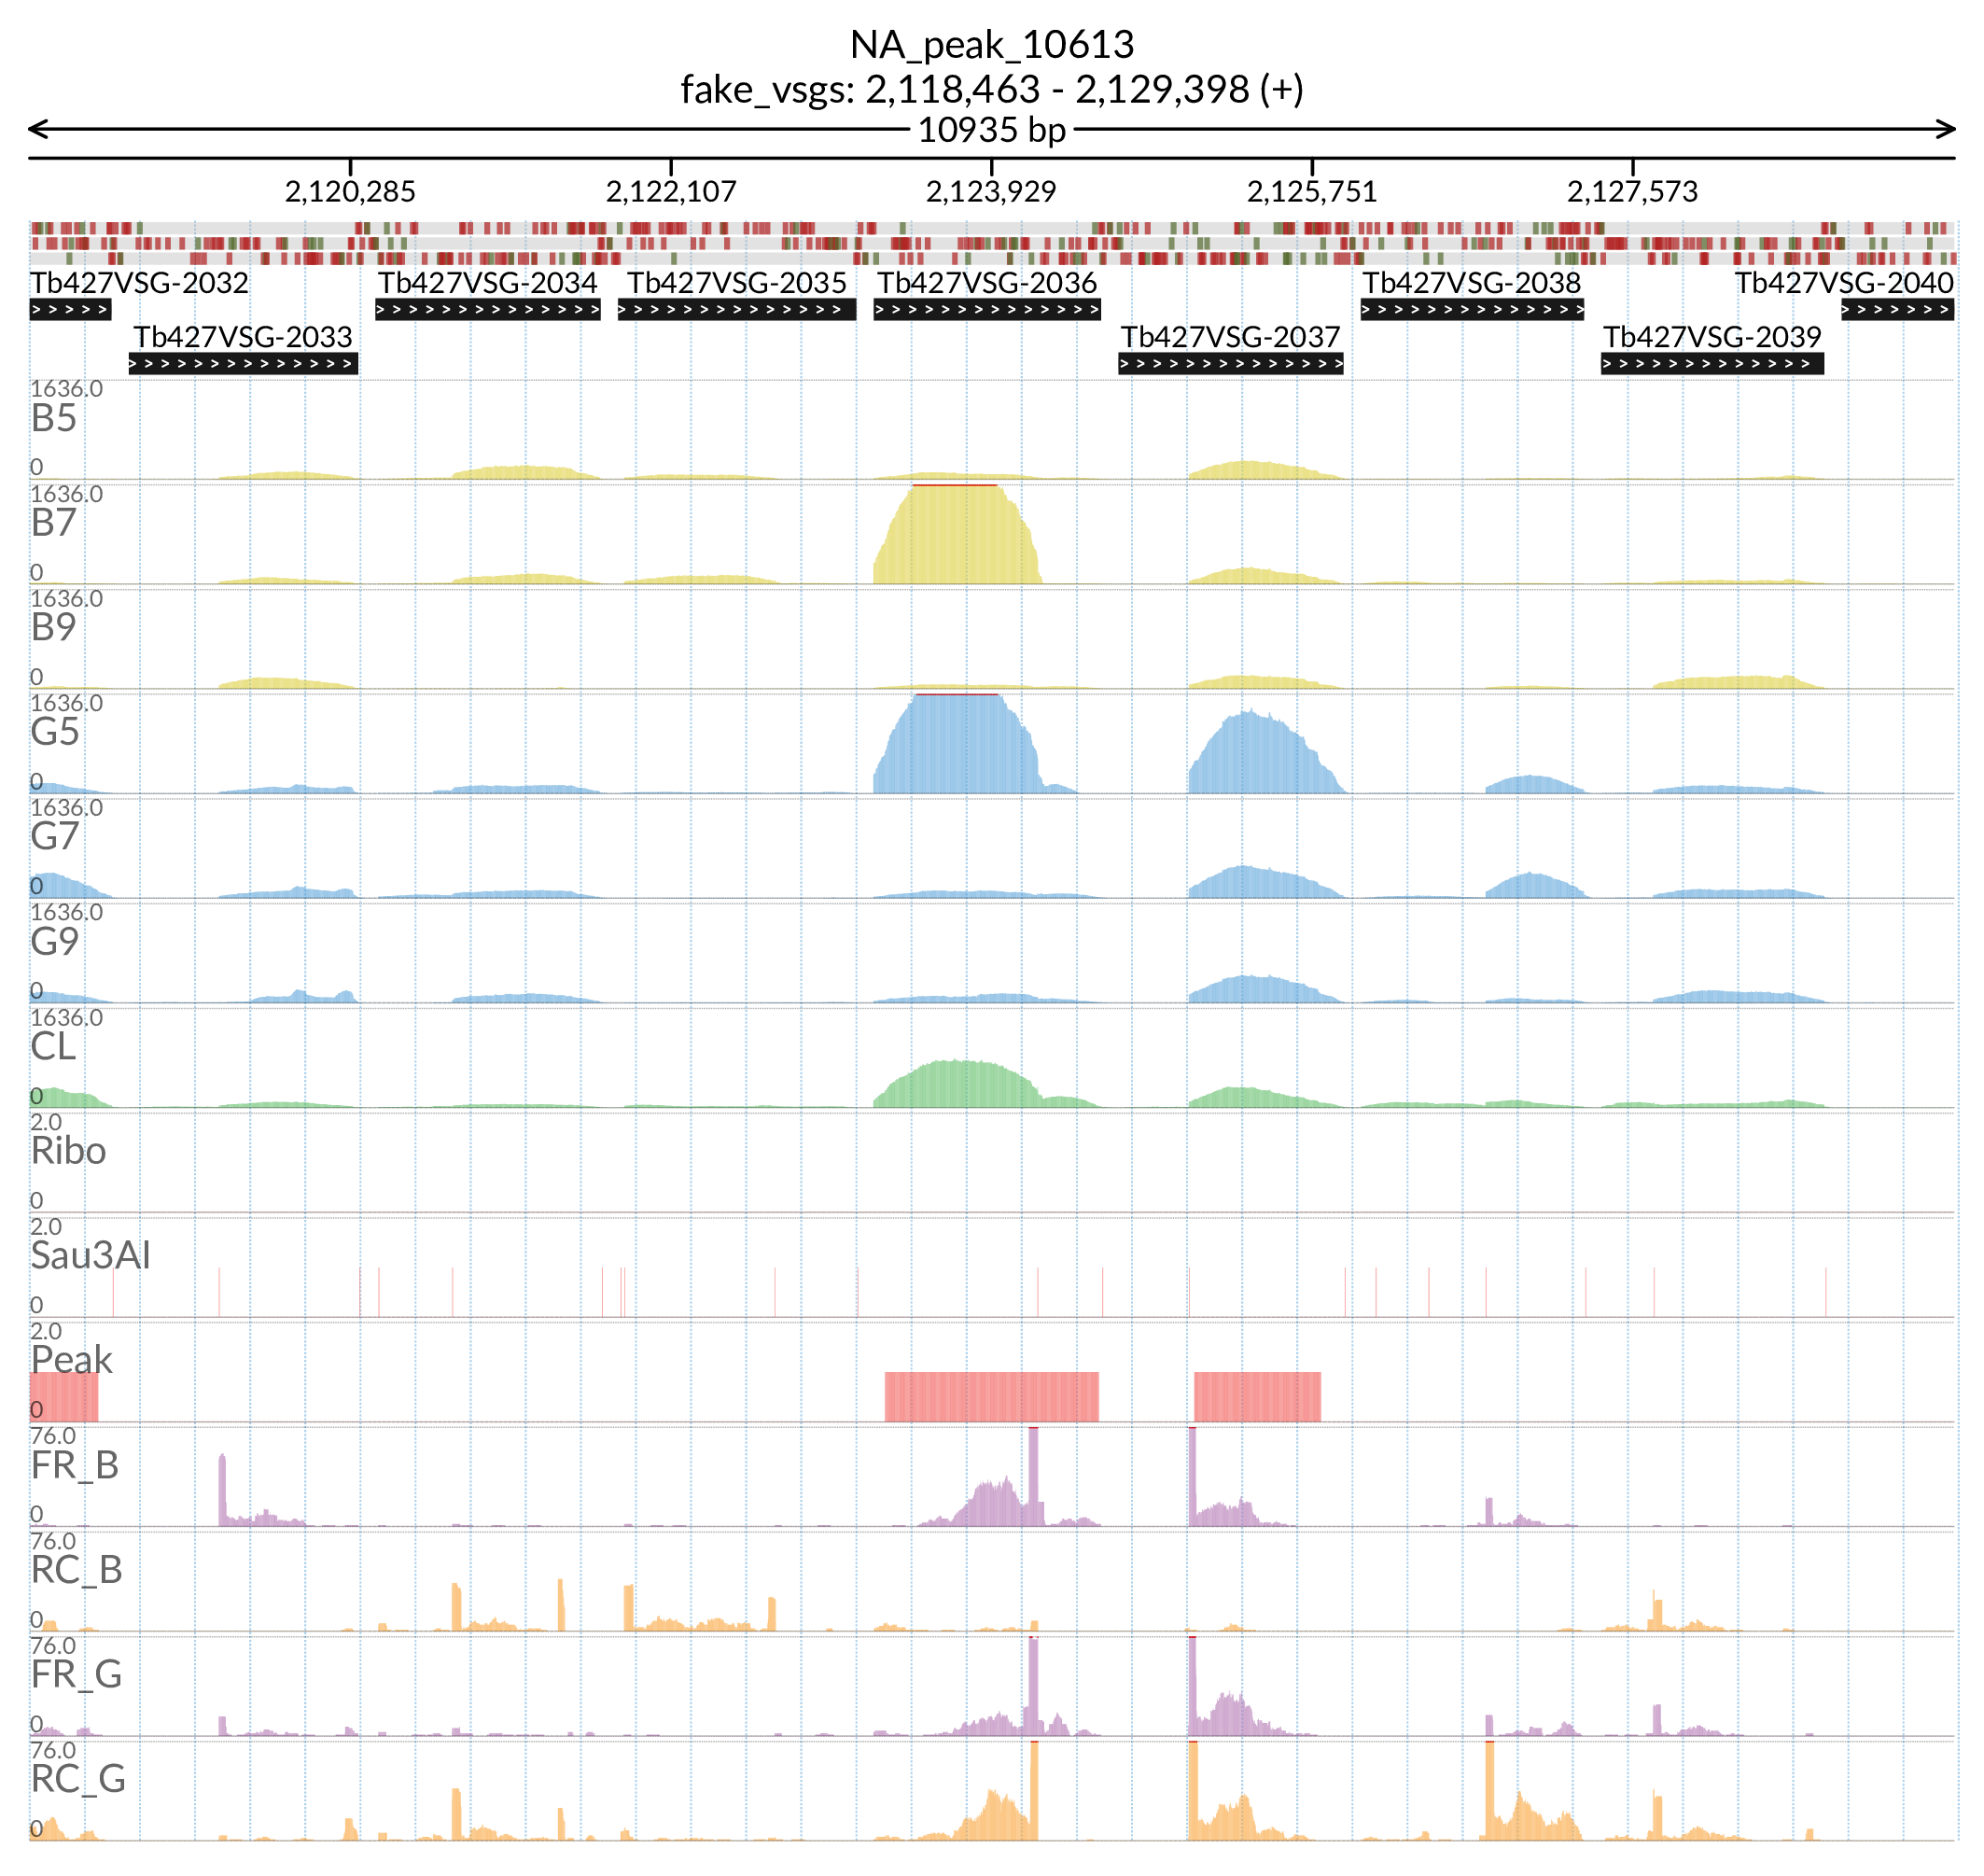 NA_peak_10613
fake_vsgs: 2,118,463 - 2,129,398 (+)
10935 bp
2,120,285 2,122,107 2,123,929 2,125,751 2,127,573
Tb427VSG-2032 Tb427VSG-2034 Tb427VSG-2035 Tb427VSG-2036 Tb427VSG-2038 Tb427VSG-2040
Tb427VSG-2033 Tb427VSG-2037 Tb427VSG-2039
1636.0
B5
0
1636.0
B7
0
1636.0
B9
0
1636.0
G5
0
1636.0
G7
0
1636.0
G9
0
1636.0
CL
0
2.0
Ribo
0
2.0
Sau3AI
0
2.0
Peak
0
76.0
FR_B
0
76.0
RC_B
0
76.0
FR_G
0
76.0
RC_G
0